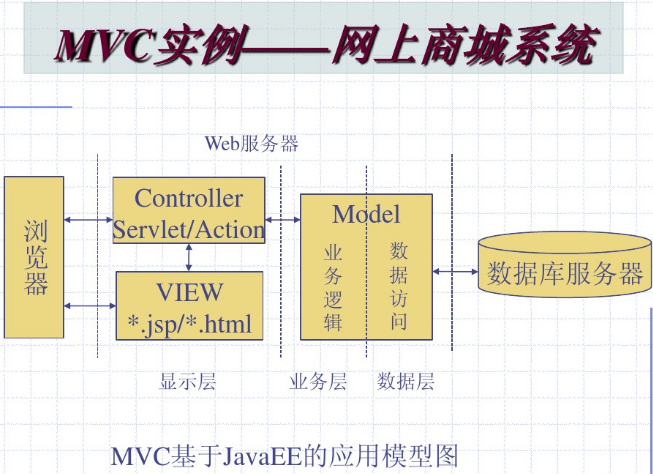 MVC实例——网上商城系统
Web服务器
浏览器
Controller
Servlet/Action
VIEW
*.jsp/*.html
Model
业务逻辑
数据访问
数据库服务器
显示层
业务层
数据层
MVC基于JavaEE的应用模型图